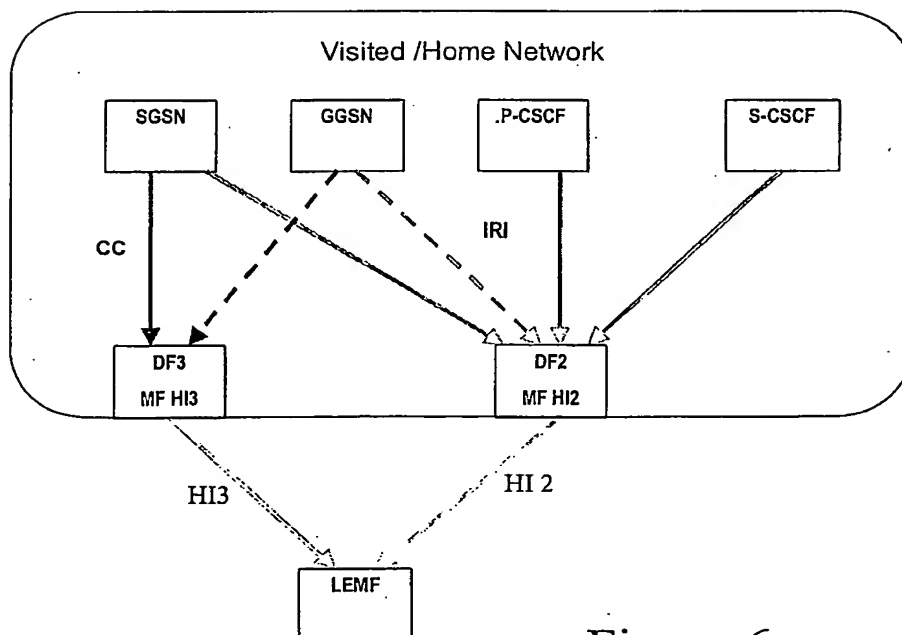 Visited /Home Network
SGSN
GGSN
.P-CSCF
S-CSCF
CC
IRI
DF3
MF HI3
DF2
MF HI2
HI3
HI 2
LEMF